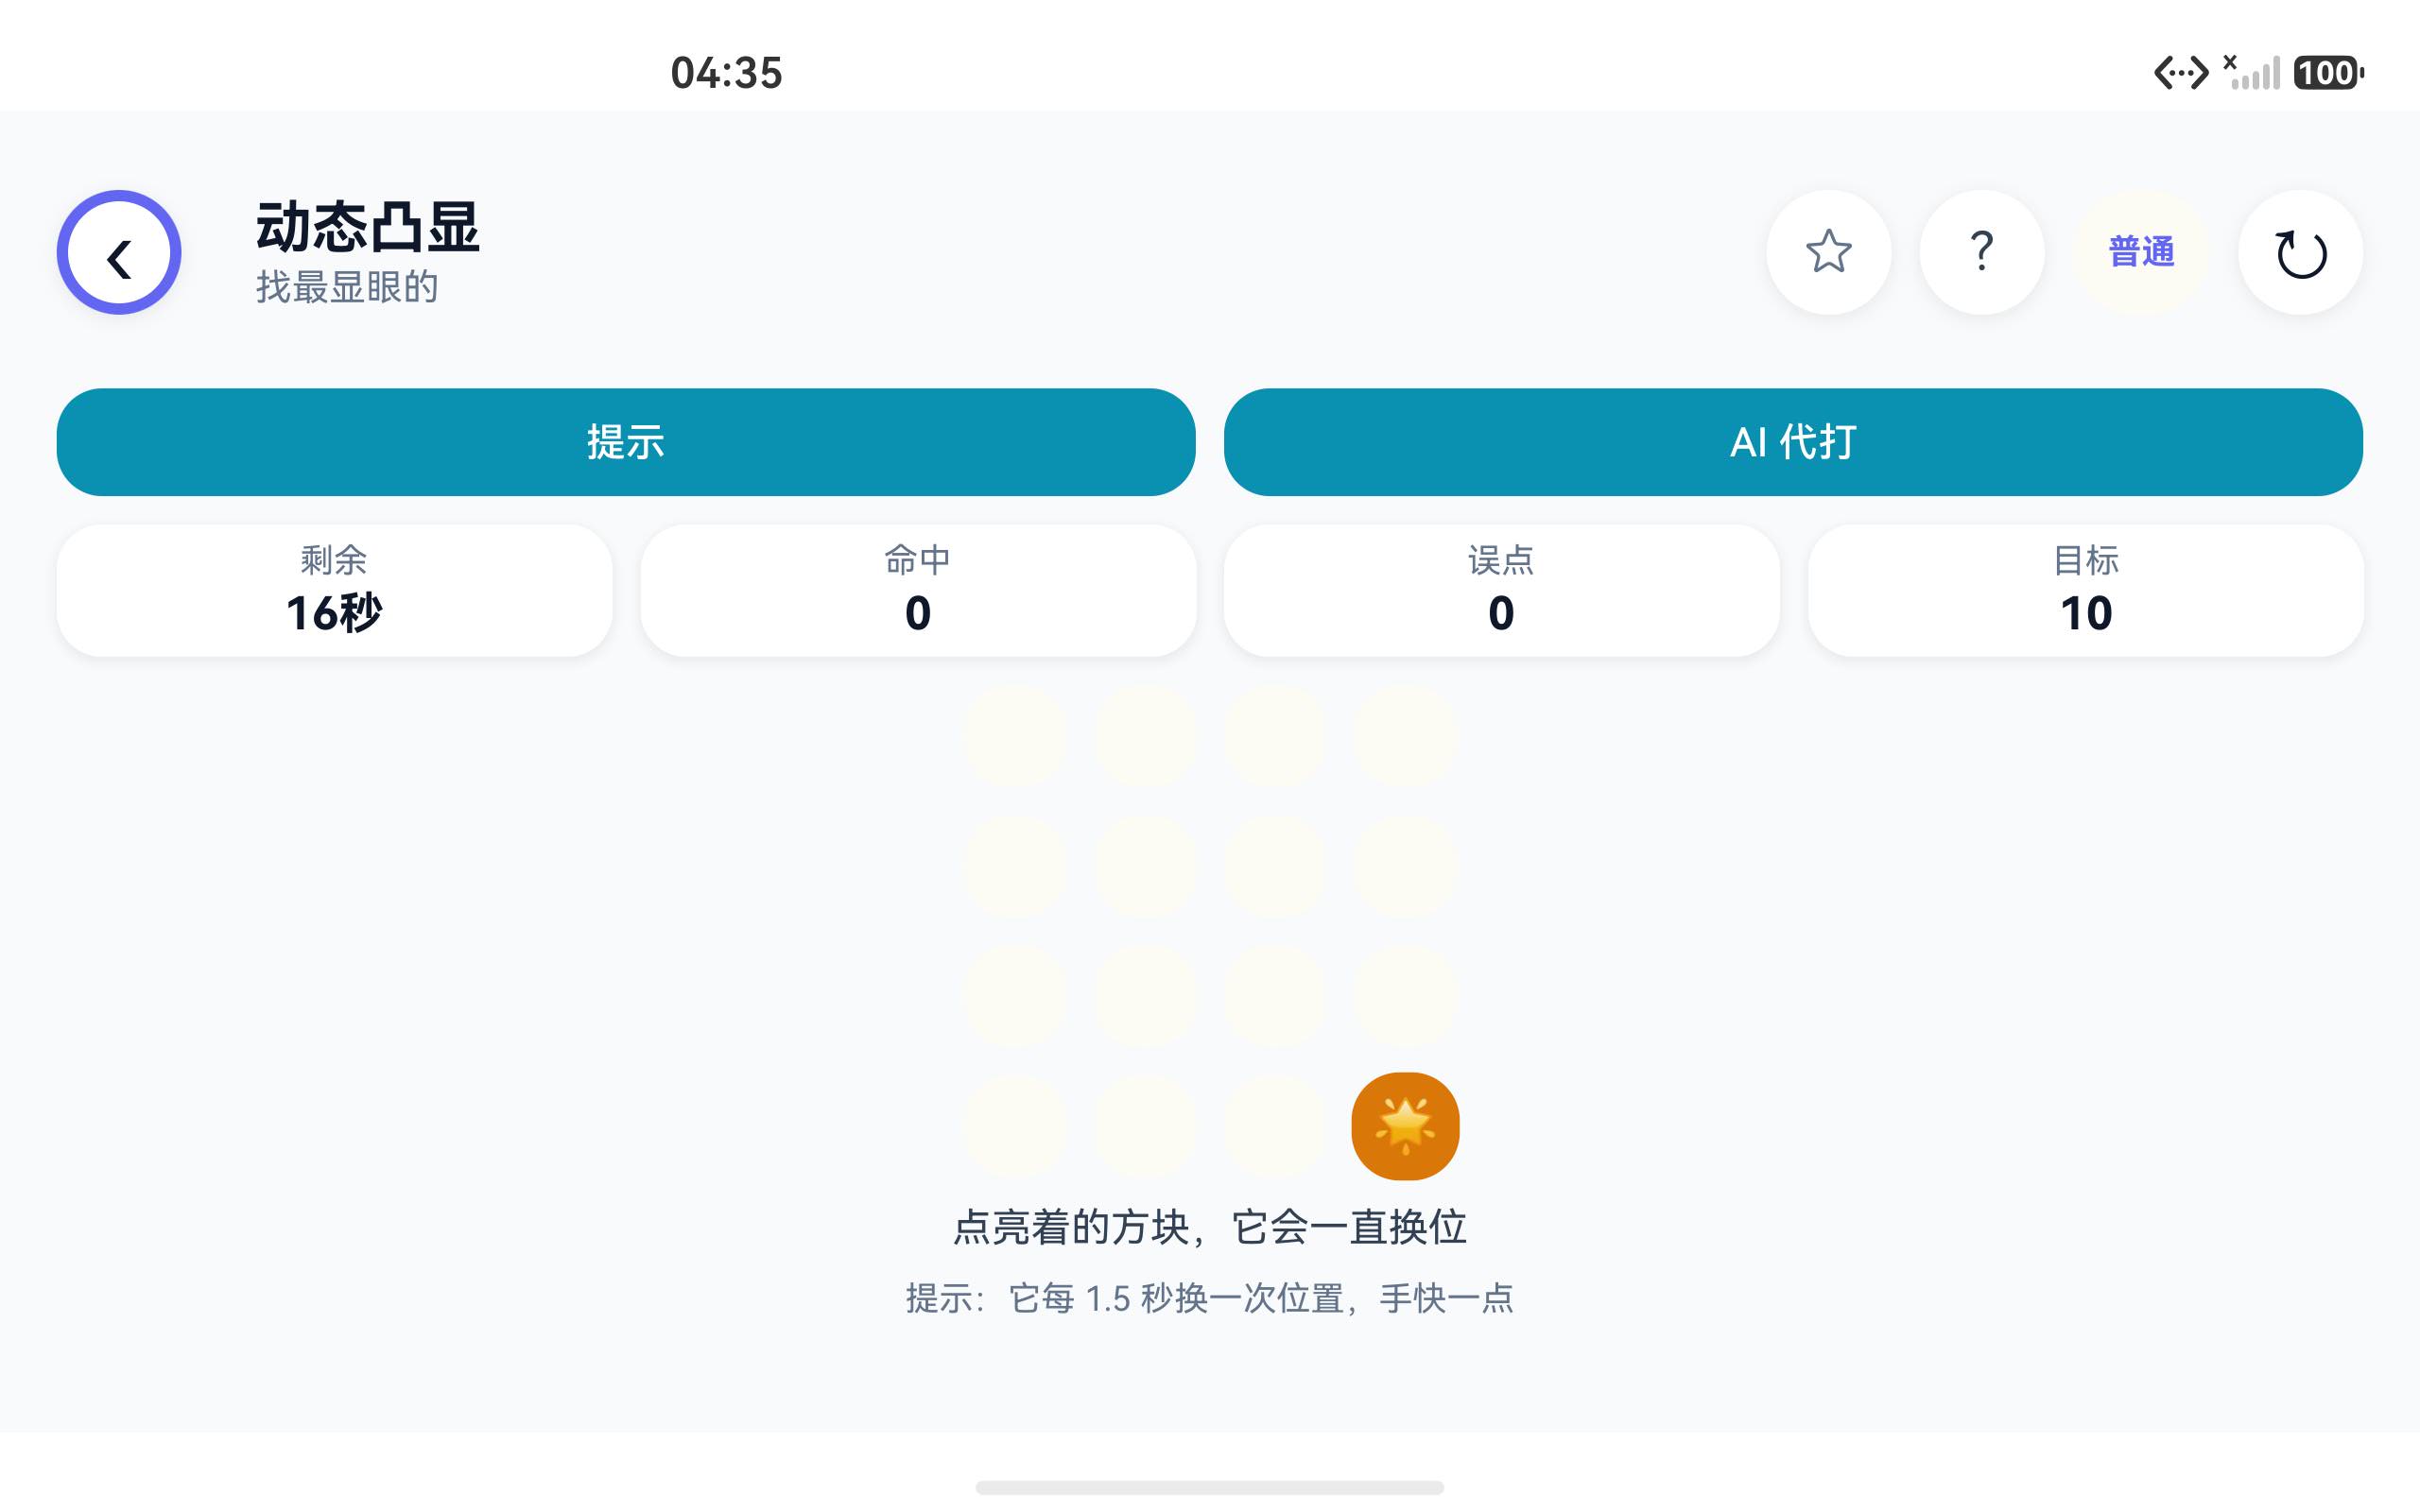 04:35
100
动态凸显
找最显眼的
?
普通
提示
AI 代打
剩余
16秒
命中
0
误点
0
目标
10
点亮着的方块，它会一直换位
提示：它每 1.5 秒换一次位置，手快一点